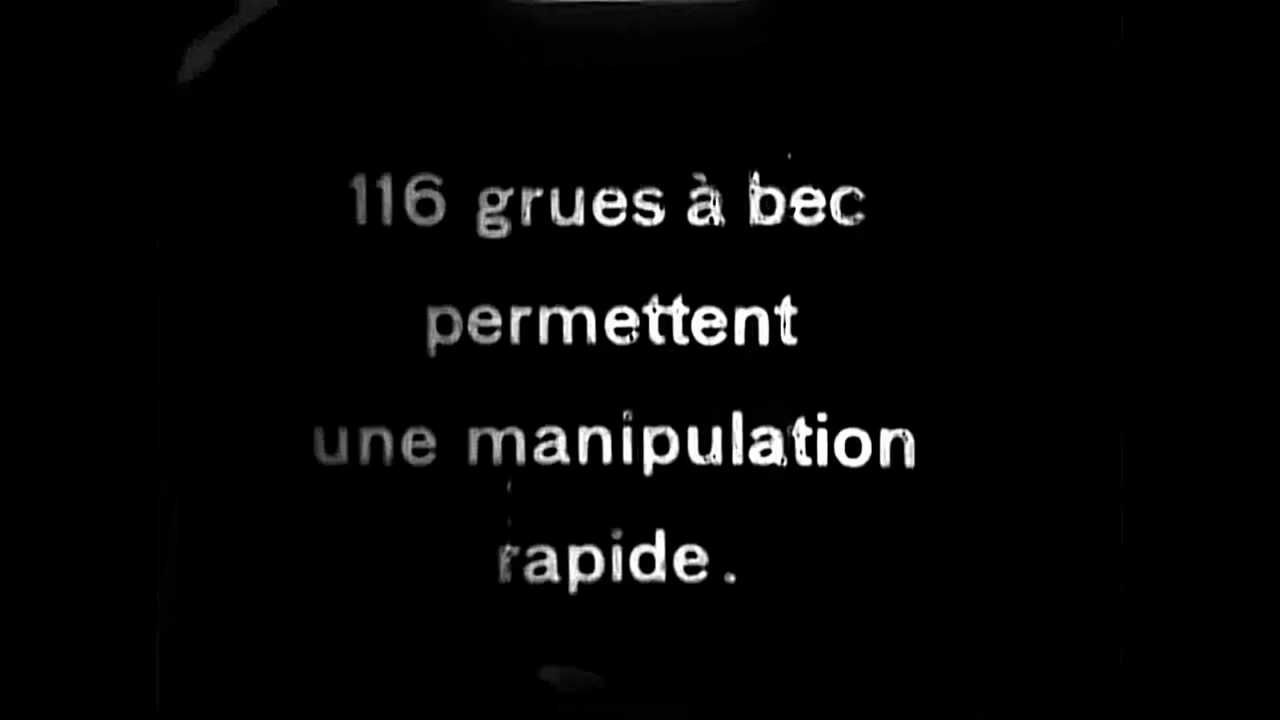 116 grues à bec
permettent
une manipulation
rapide.